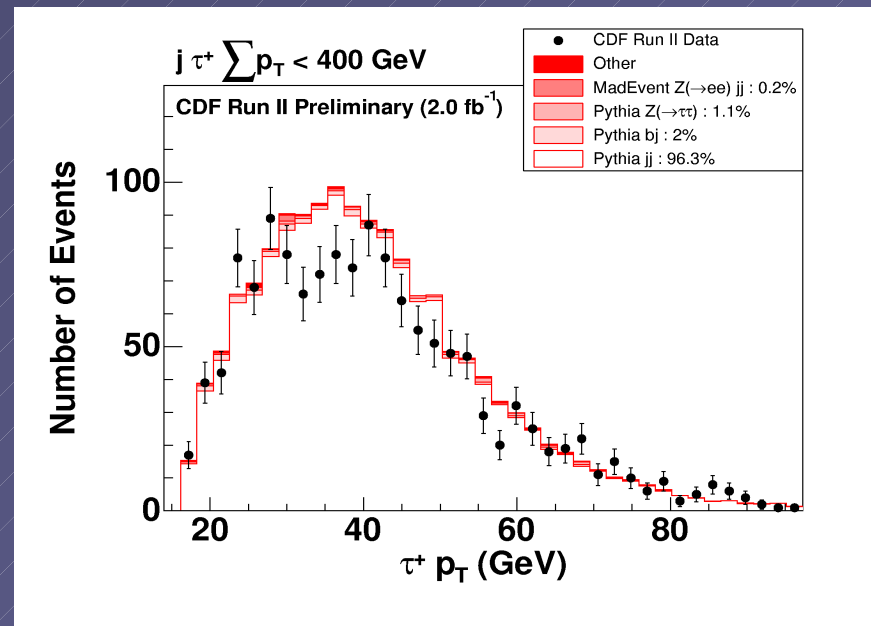 j τ⁺ ∑p_T < 400 GeV
CDF Run II Preliminary (2.0 fb⁻¹)
CDF Run II Data
Other
MadEvent Z(→ee) jj : 0.2%
Pythia Z(→ττ) : 1.1%
Pythia bj : 2%
Pythia jj : 96.3%
Number of Events
100
50
0
20 40 60 80
τ⁺ p_T (GeV)